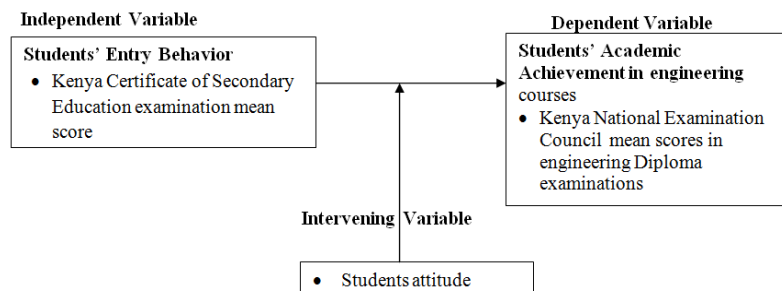 Independent Variable
Students’ Entry Behavior
• Kenya Certificate of Secondary
Education examination mean
score
Dependent Variable
Students’ Academic
Achievement in engineering
courses
• Kenya National Examination
Council mean scores in
engineering Diploma
examinations
Intervening Variable
• Students attitude